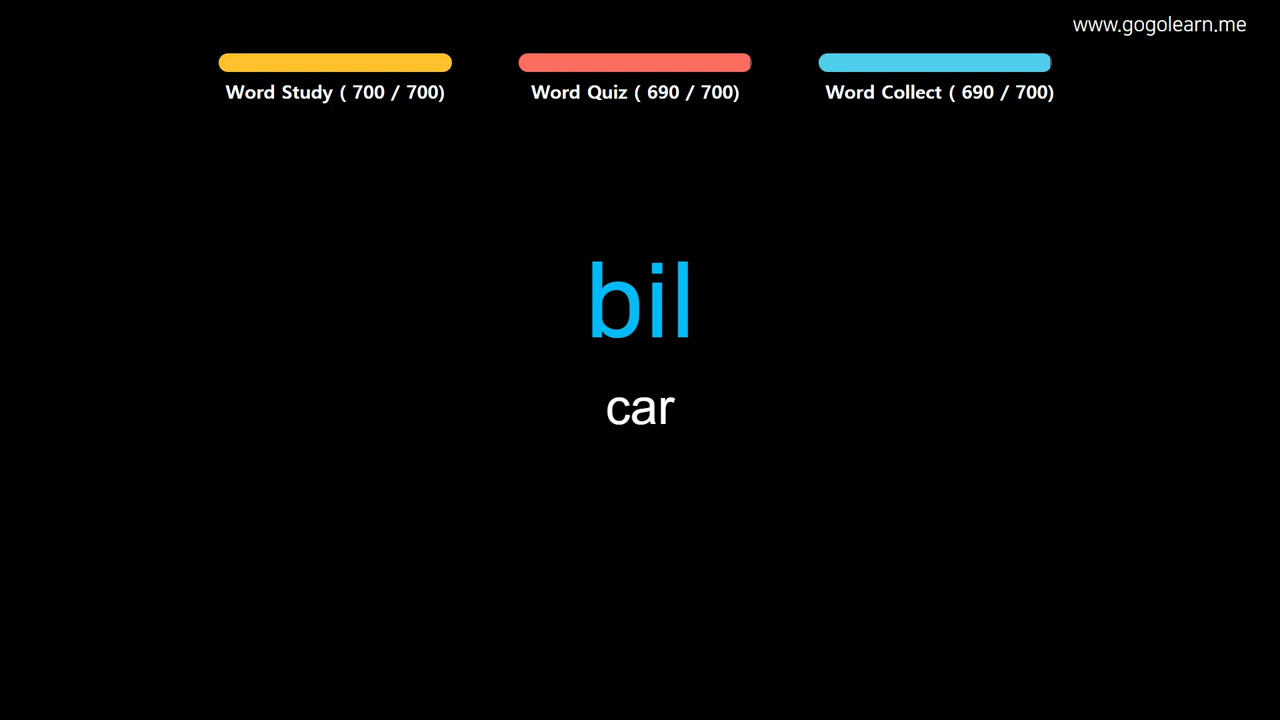 www.gogolearn.me
Word Study ( 700 / 700)
Word Quiz ( 690 / 700)
Word Collect ( 690 / 700)
bil
car